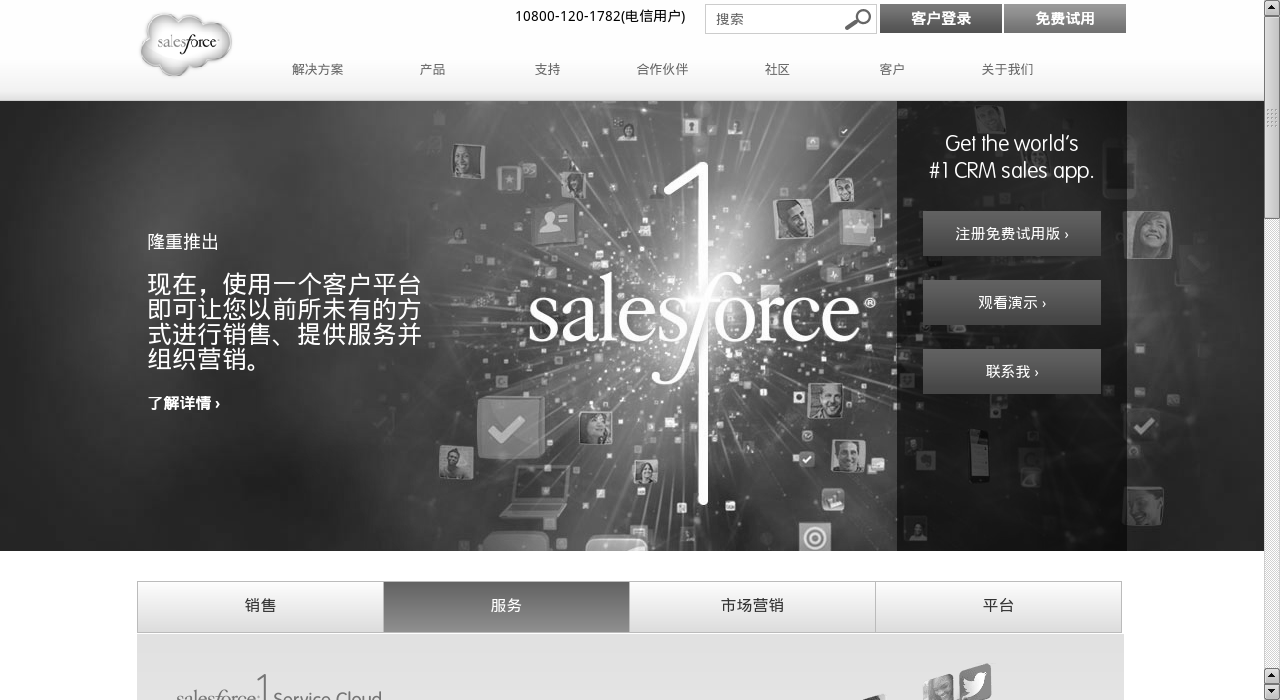 salesforce
10800-120-1782(电信用户)
搜索
客户登录
免费试用
解决方案
产品
支持
合作伙伴
社区
客户
关于我们
隆重推出
现在，使用一个客户平台
即可让您以前所未有的方
式进行销售、提供服务并
组织营销。
了解详情 ›
salesforce1®
Get the world's
#1 CRM sales app.
注册免费试用版 ›
观看演示 ›
联系我 ›
销售
服务
市场营销
平台
salesforce1 Service Cloud